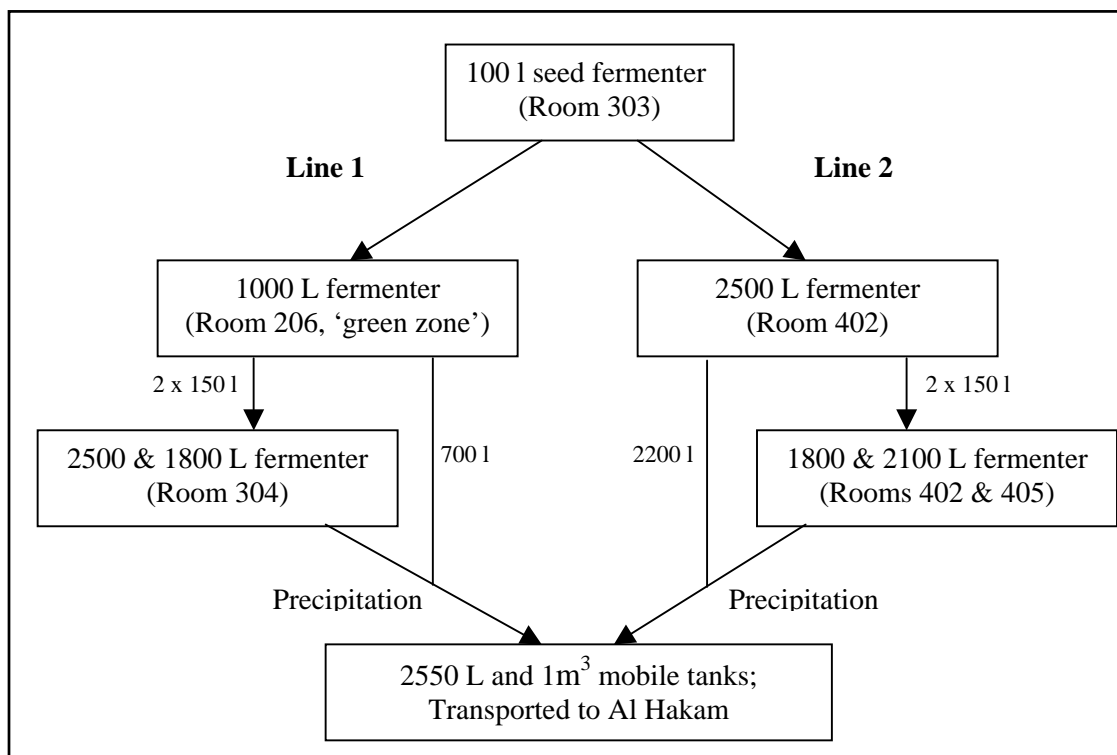 100 l seed fermenter
(Room 303)
Line 1
Line 2
1000 L fermenter
(Room 206, ‘green zone’)
2500 L fermenter
(Room 402)
2 x 150 l
2 x 150 l
700 l
2200 l
2500 & 1800 L fermenter
(Room 304)
1800 & 2100 L fermenter
(Rooms 402 & 405)
Precipitation
Precipitation
2550 L and 1m³ mobile tanks;
Transported to Al Hakam